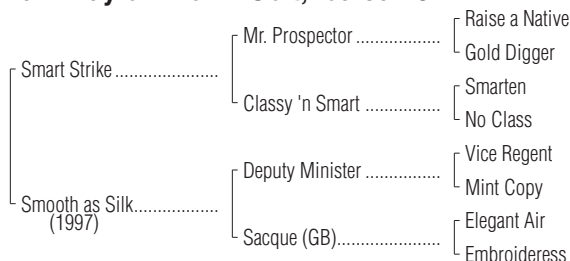 Raise a Native
Mr. Prospector ................
Gold Digger
Smart Strike .....................
Smarten
Classy 'n Smart ................
No Class
Vice Regent
Deputy Minister ...............
Mint Copy
Smooth as Silk.................
(1997)
Elegant Air
Sacque (GB).....................
Embroideress